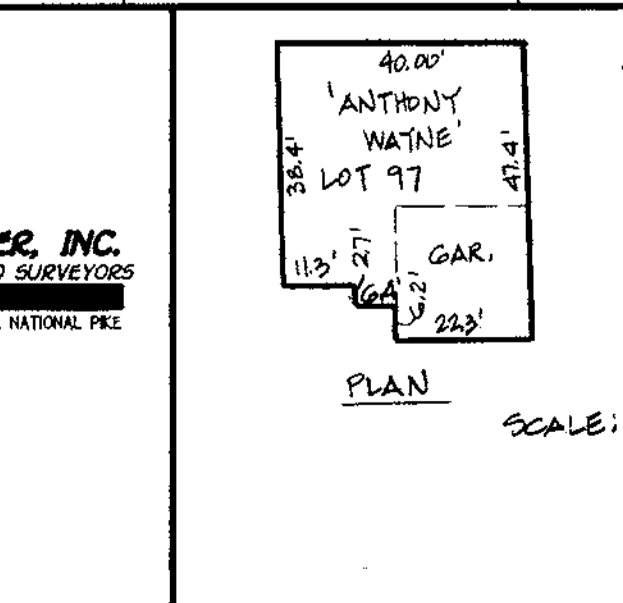 ER, INC.
SURVEYORS
NATIONAL PIKE
40.00'
'ANTHONY
WAYNE'
LOT 97
38.4'
47.4'
11.3'
2.7'
6.4'
6.2'
GAR.
22.3'
PLAN
SCALE: